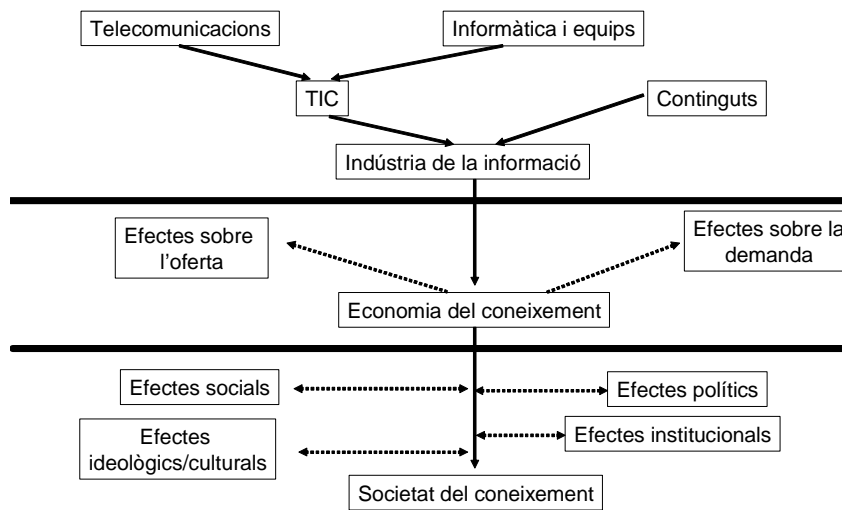 Telecomunicacions
Informàtica i equips
TIC
Continguts
Indústria de la informació
Efectes sobre
l’oferta
Efectes sobre la
demanda
Economia del coneixement
Efectes socials
Efectes polítics
Efectes
ideològics/culturals
Efectes institucionals
Societat del coneixement